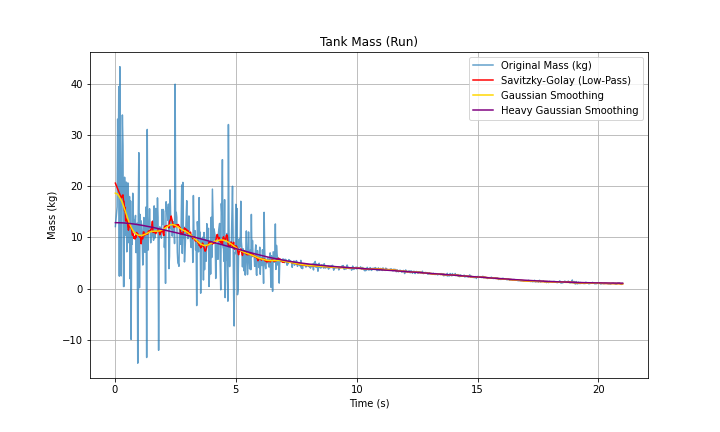 Tank Mass (Run)
Original Mass (kg)
Savitzky-Golay (Low-Pass)
Gaussian Smoothing
Heavy Gaussian Smoothing
Mass (kg)
40
30
20
10
0
−10
0
5
10
15
20
Time (s)